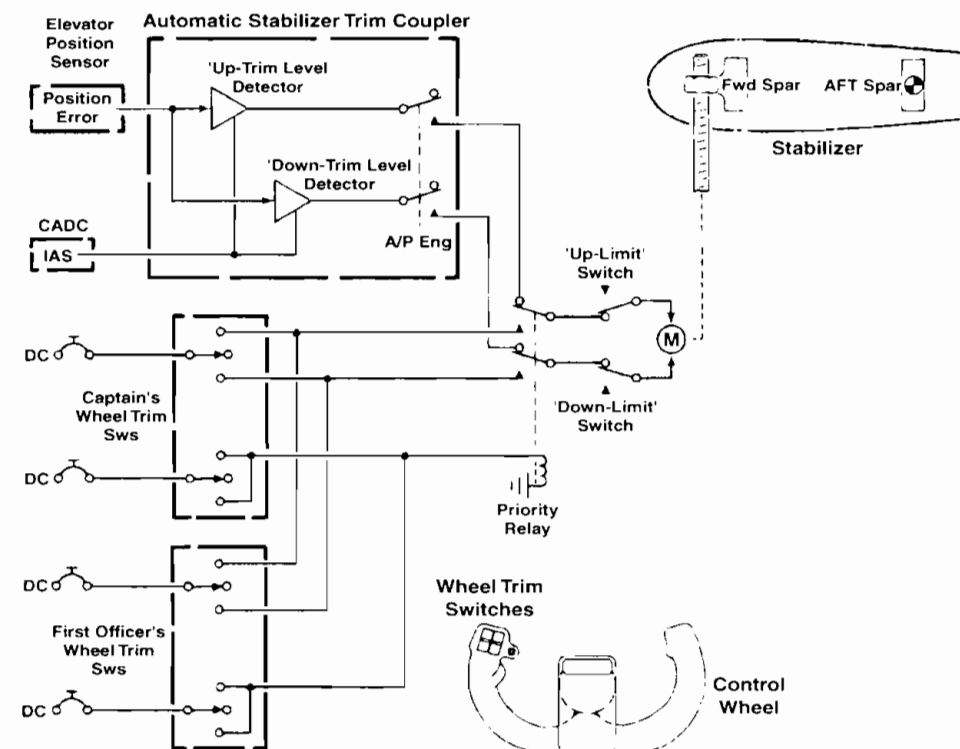 Elevator
Position
Sensor
Automatic Stabilizer Trim Coupler
Position
Error
'Up-Trim Level
Detector
'Down-Trim Level
Detector
A/P Eng
CADC
IAS
Fwd Spar
AFT Spar
Stabilizer
'Up-Limit'
Switch
M
'Down-Limit'
Switch
DC
Captain's
Wheel Trim
Sws
DC
Priority
Relay
DC
First Officer's
Wheel Trim
Sws
DC
Wheel Trim
Switches
Control
Wheel